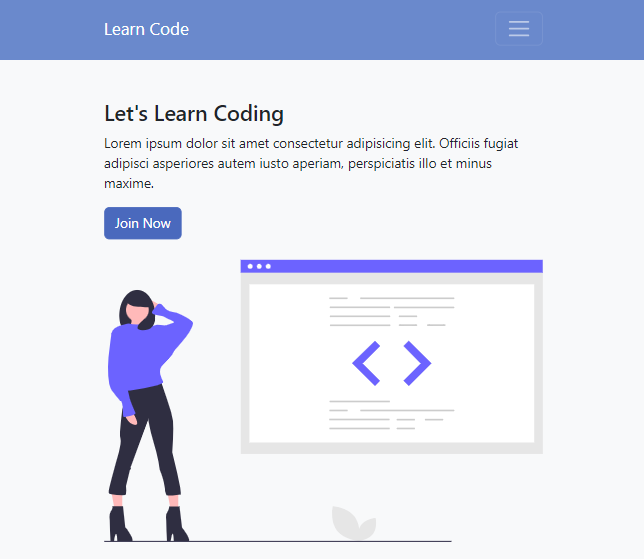 Learn Code
Let's Learn Coding
Lorem ipsum dolor sit amet consectetur adipisicing elit. Officiis fugiat
adipisci asperiores autem iusto aperiam, perspiciatis illo et minus
maxime.
Join Now